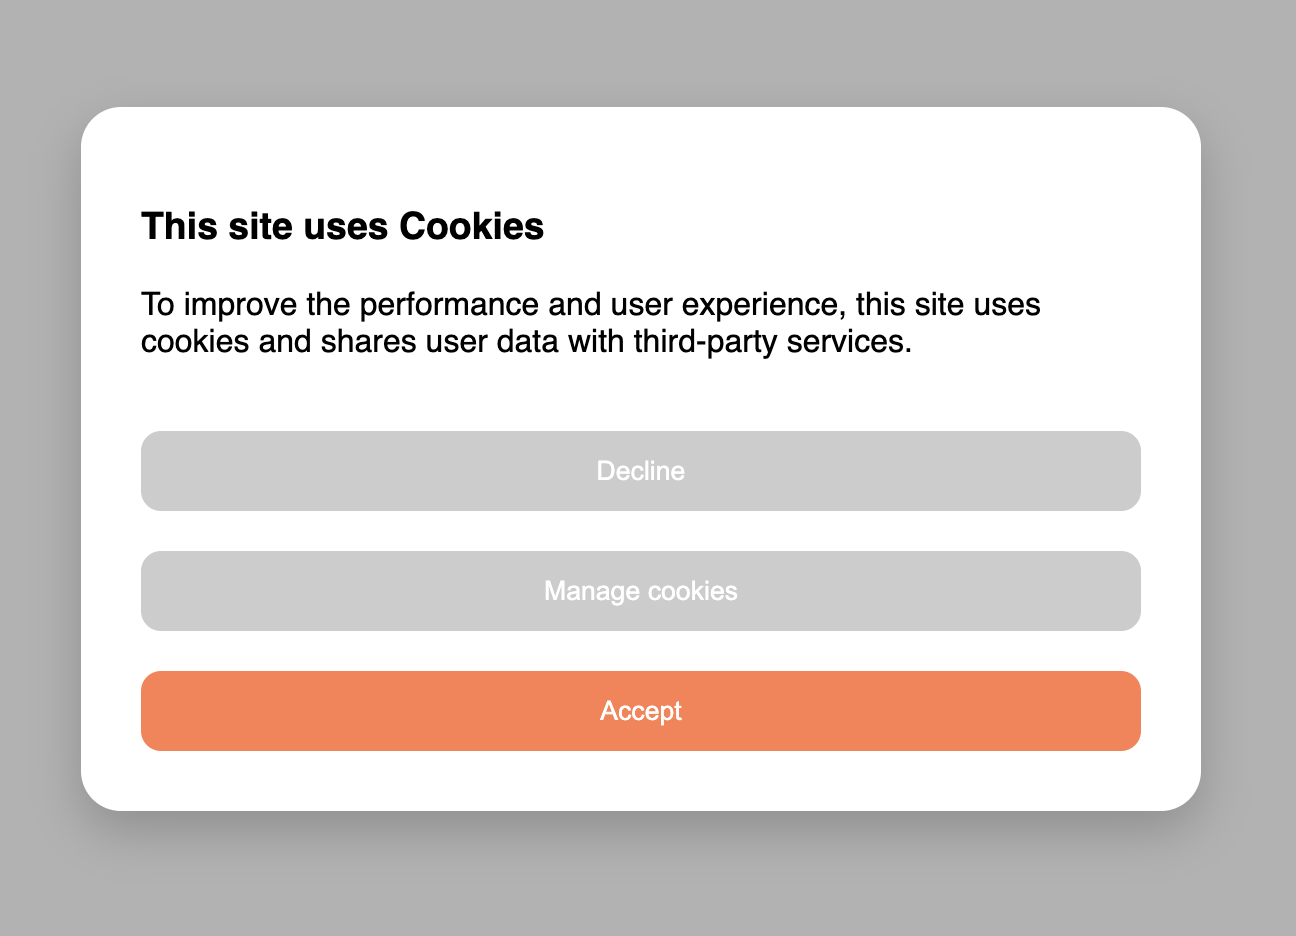 This site uses Cookies
To improve the performance and user experience, this site uses
cookies and shares user data with third-party services.
Decline
Manage cookies
Accept